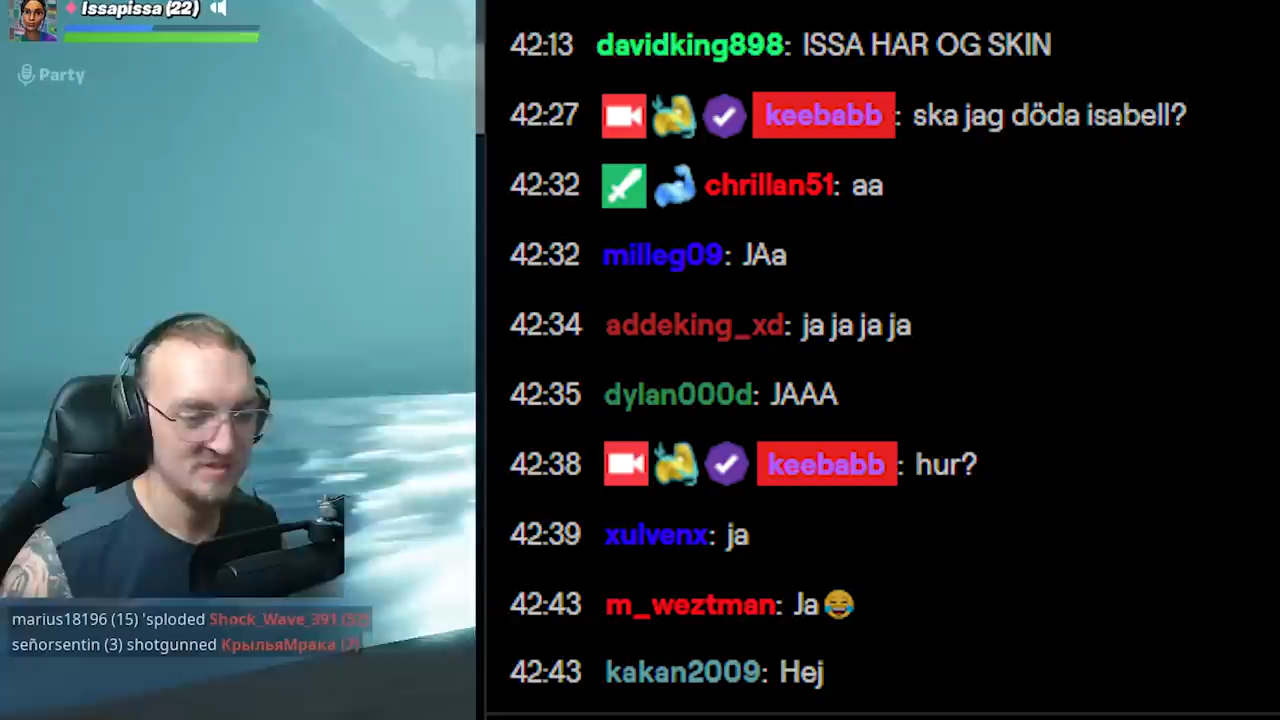 Issapissa (22)
Party
marius18196 (15) 'sploded Shock_Wave_391 (52)
señorsentin (3) shotgunned КрыльяМрака (7)
42:13 davidking898: ISSA HAR OG SKIN
42:27 keebabb: ska jag döda isabell?
42:32 chrillan51: aa
42:32 milleg09: JAa
42:34 addeking_xd: ja ja ja ja
42:35 dylan000d: JAAA
42:38 keebabb: hur?
42:39 xulvenx: ja
42:43 m_weztman: Ja😂
42:43 kakan2009: Hej